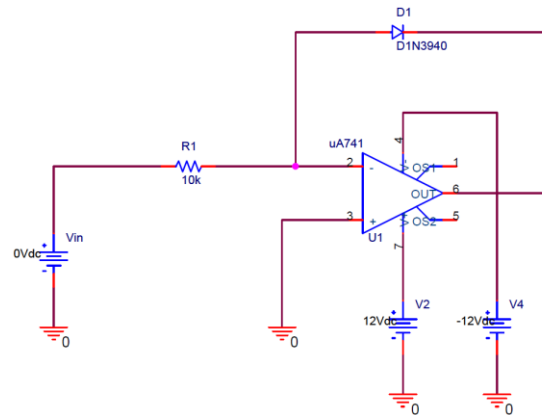 D1
D1N3940
uA741
4
R1
2
-
V
OS1
1
10k
OUT
6
3
+
V
OS2
5
U1
7
Vin
0Vdc
+
-
V2
V4
12Vdc
+
-
-12Vdc
+
-
0
0
0
0